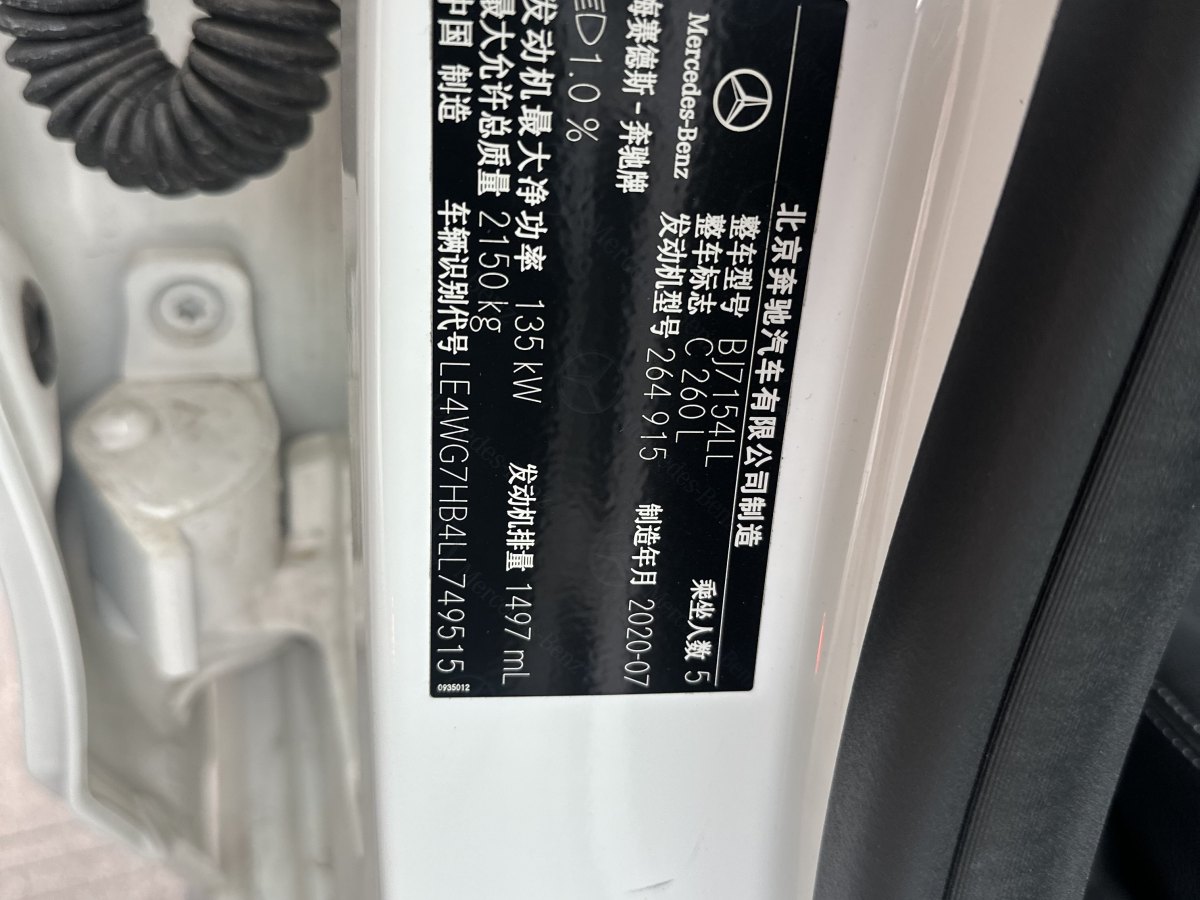 北京奔驰汽车有限公司制造
Mercedes-Benz
梅赛德斯-奔驰牌
整车型号 BJ7154LL
整车标志 C 260 L
乘坐人数 5
发动机型号 264 915
制造年月 2020-07
1.0 %
发动机最大净功率 135 kW
发动机排量 1497 mL
最大允许总质量 2150 kg
中国 制造
车辆识别代号 LE4WG7HB4LL749515
0935012